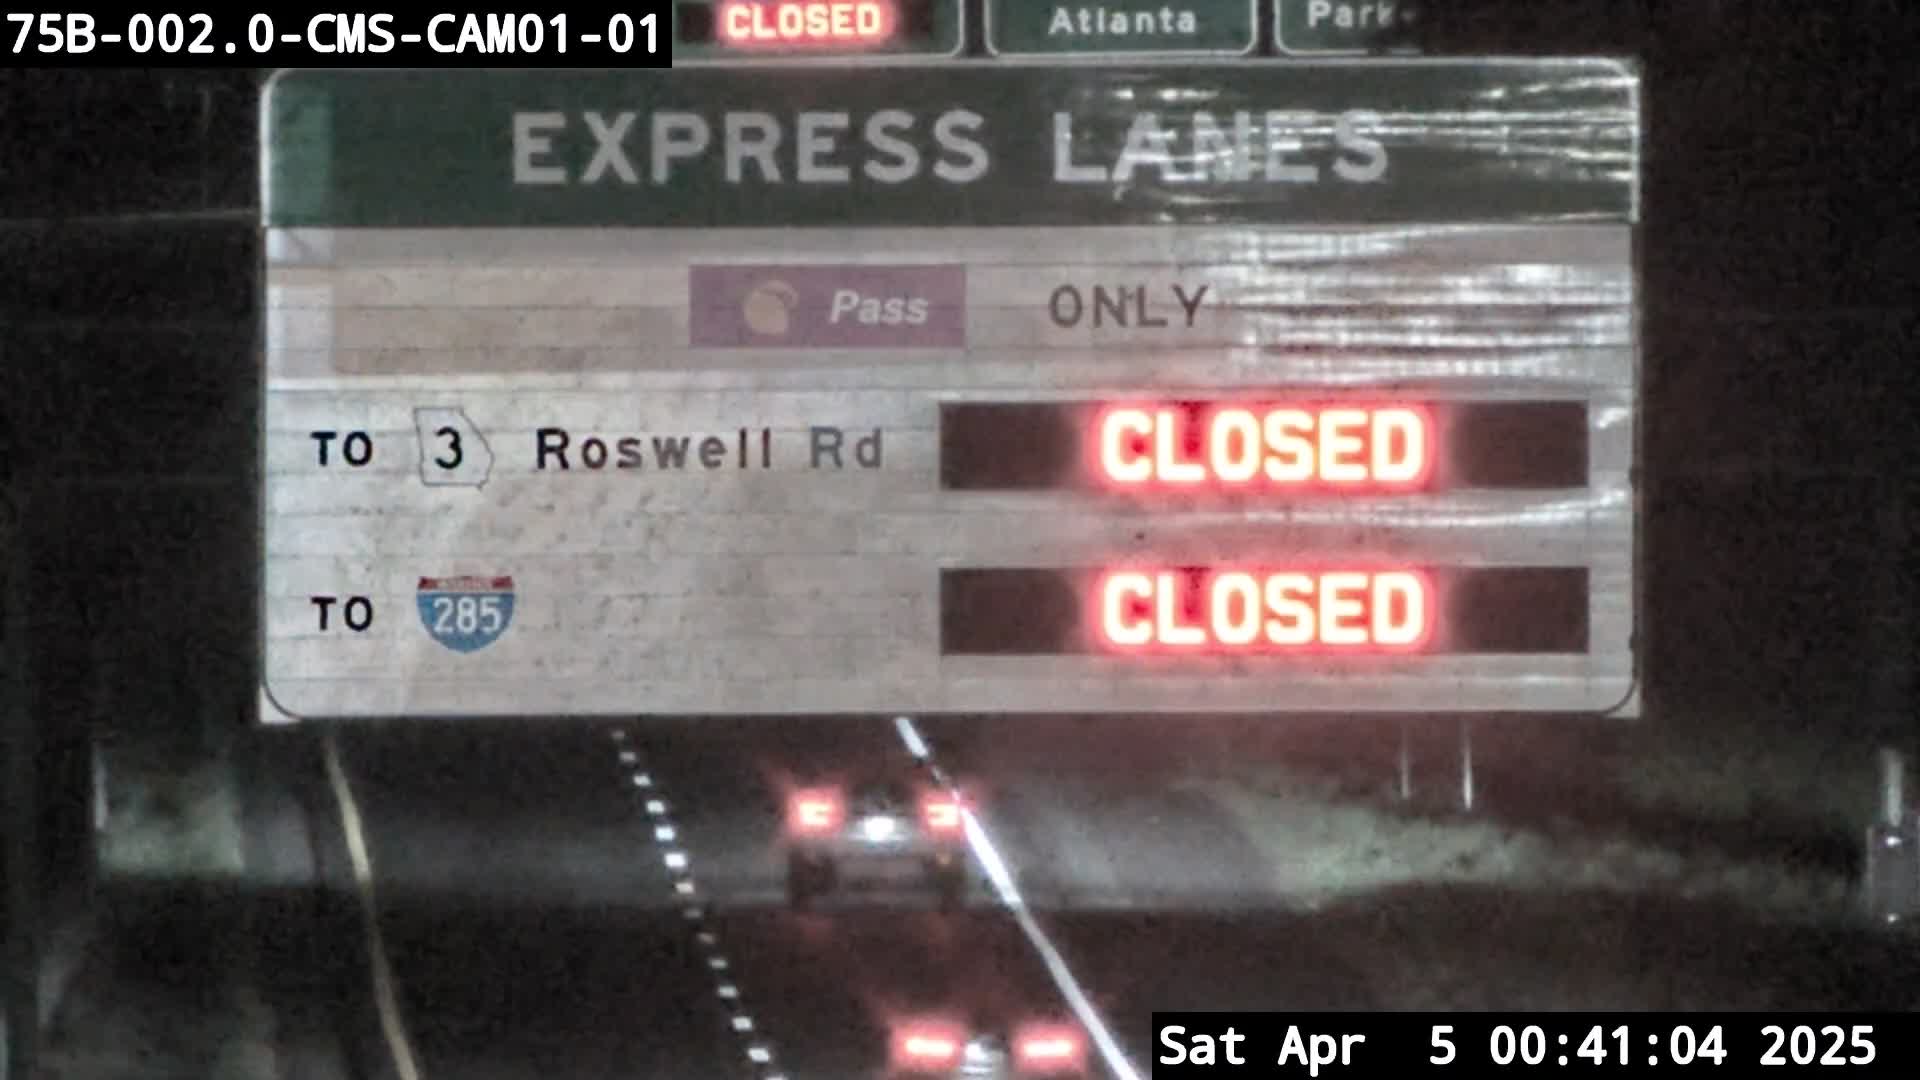 75B-002.0-CMS-CAM01-01
CLOSED
Atlanta
EXPRESS LANES
Pass ONLY
TO 3 Roswell Rd CLOSED
TO 285 CLOSED
Sat Apr 5 00:41:04 2025